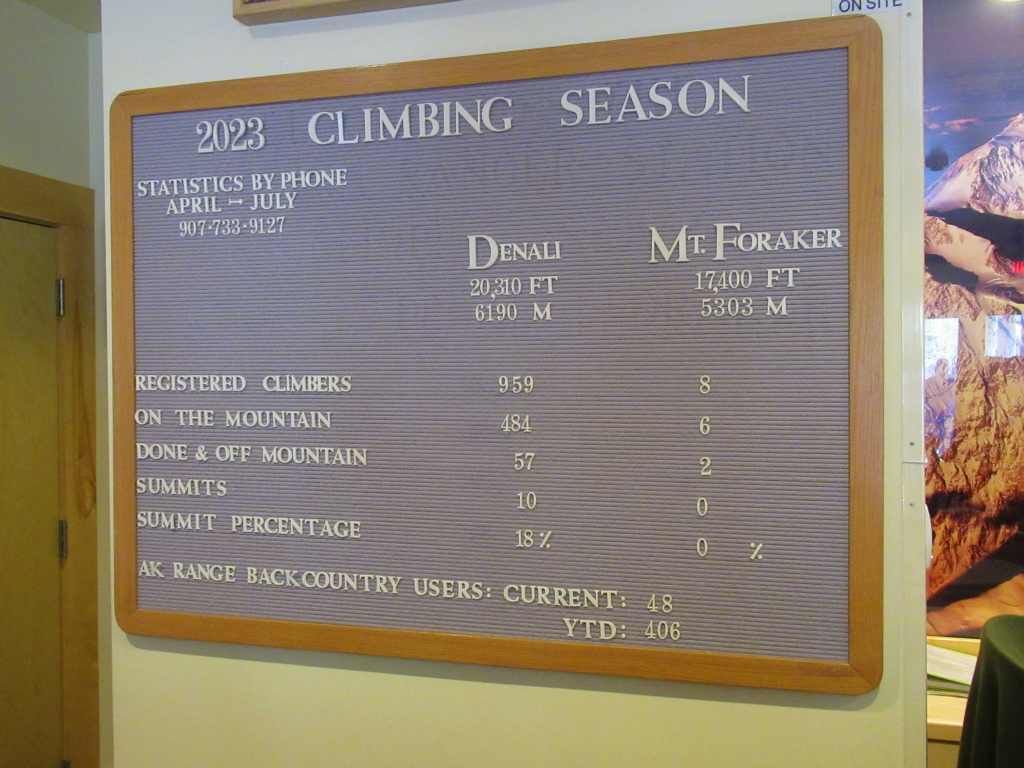 ON SITE
2023 CLIMBING SEASON
STATISTICS BY PHONE
APRIL - JULY
907-733-9127
DENALI MT. FORAKER
20,310 FT 17,400 FT
6190 M 5303 M
REGISTERED CLIMBERS 959 8
ON THE MOUNTAIN 484 6
DONE & OFF MOUNTAIN 57 2
SUMMITS 10 0
SUMMIT PERCENTAGE 18% 0 %
AK RANGE BACKCOUNTRY USERS: CURRENT: 48
YTD: 406